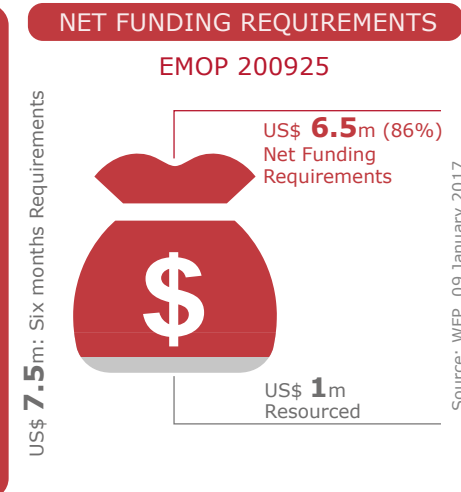 NET FUNDING REQUIREMENTS
EMOP 200925
US$ 7.5m: Six months Requirements
US$ 6.5m (86%)
Net Funding
Requirements
$
US$ 1m
Resourced
Source: WFP, 09 January 2017